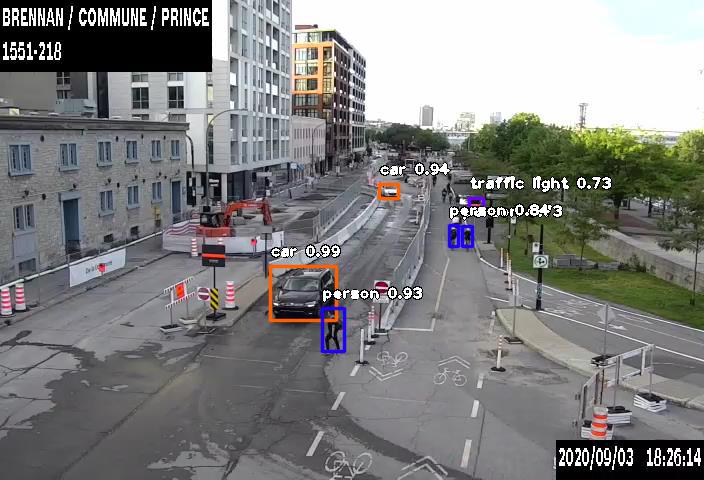 BRENNAN / COMMUNE / PRINCE
1551-218
car 0.94
traffic light 0.73
person 0.84
car 0.99
person 0.93
2020/09/03 18:26:14